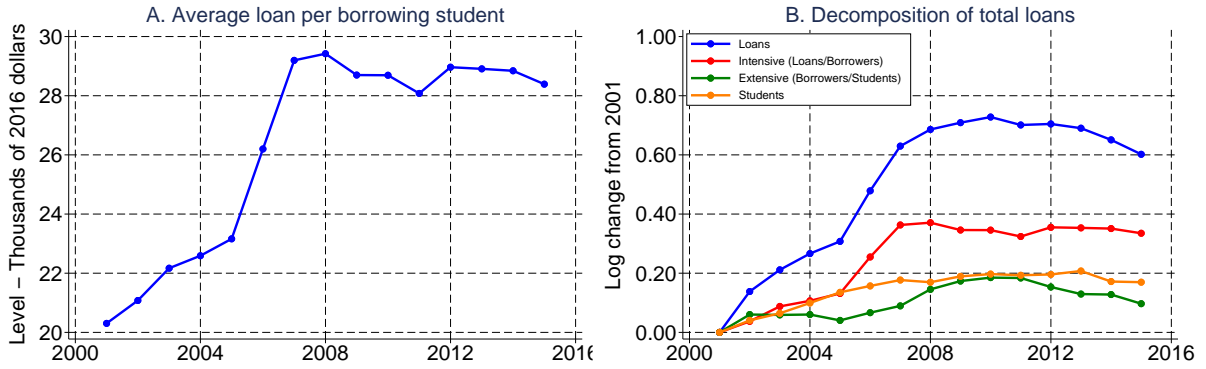 A. Average loan per borrowing student
Level – Thousands of 2016 dollars
30
28
26
24
22
20
2000
2004
2008
2012
2016
B. Decomposition of total loans
Log change from 2001
1.00
0.80
0.60
0.40
0.20
0.00
Loans
Intensive (Loans/Borrowers)
Extensive (Borrowers/Students)
Students
2000
2004
2008
2012
2016